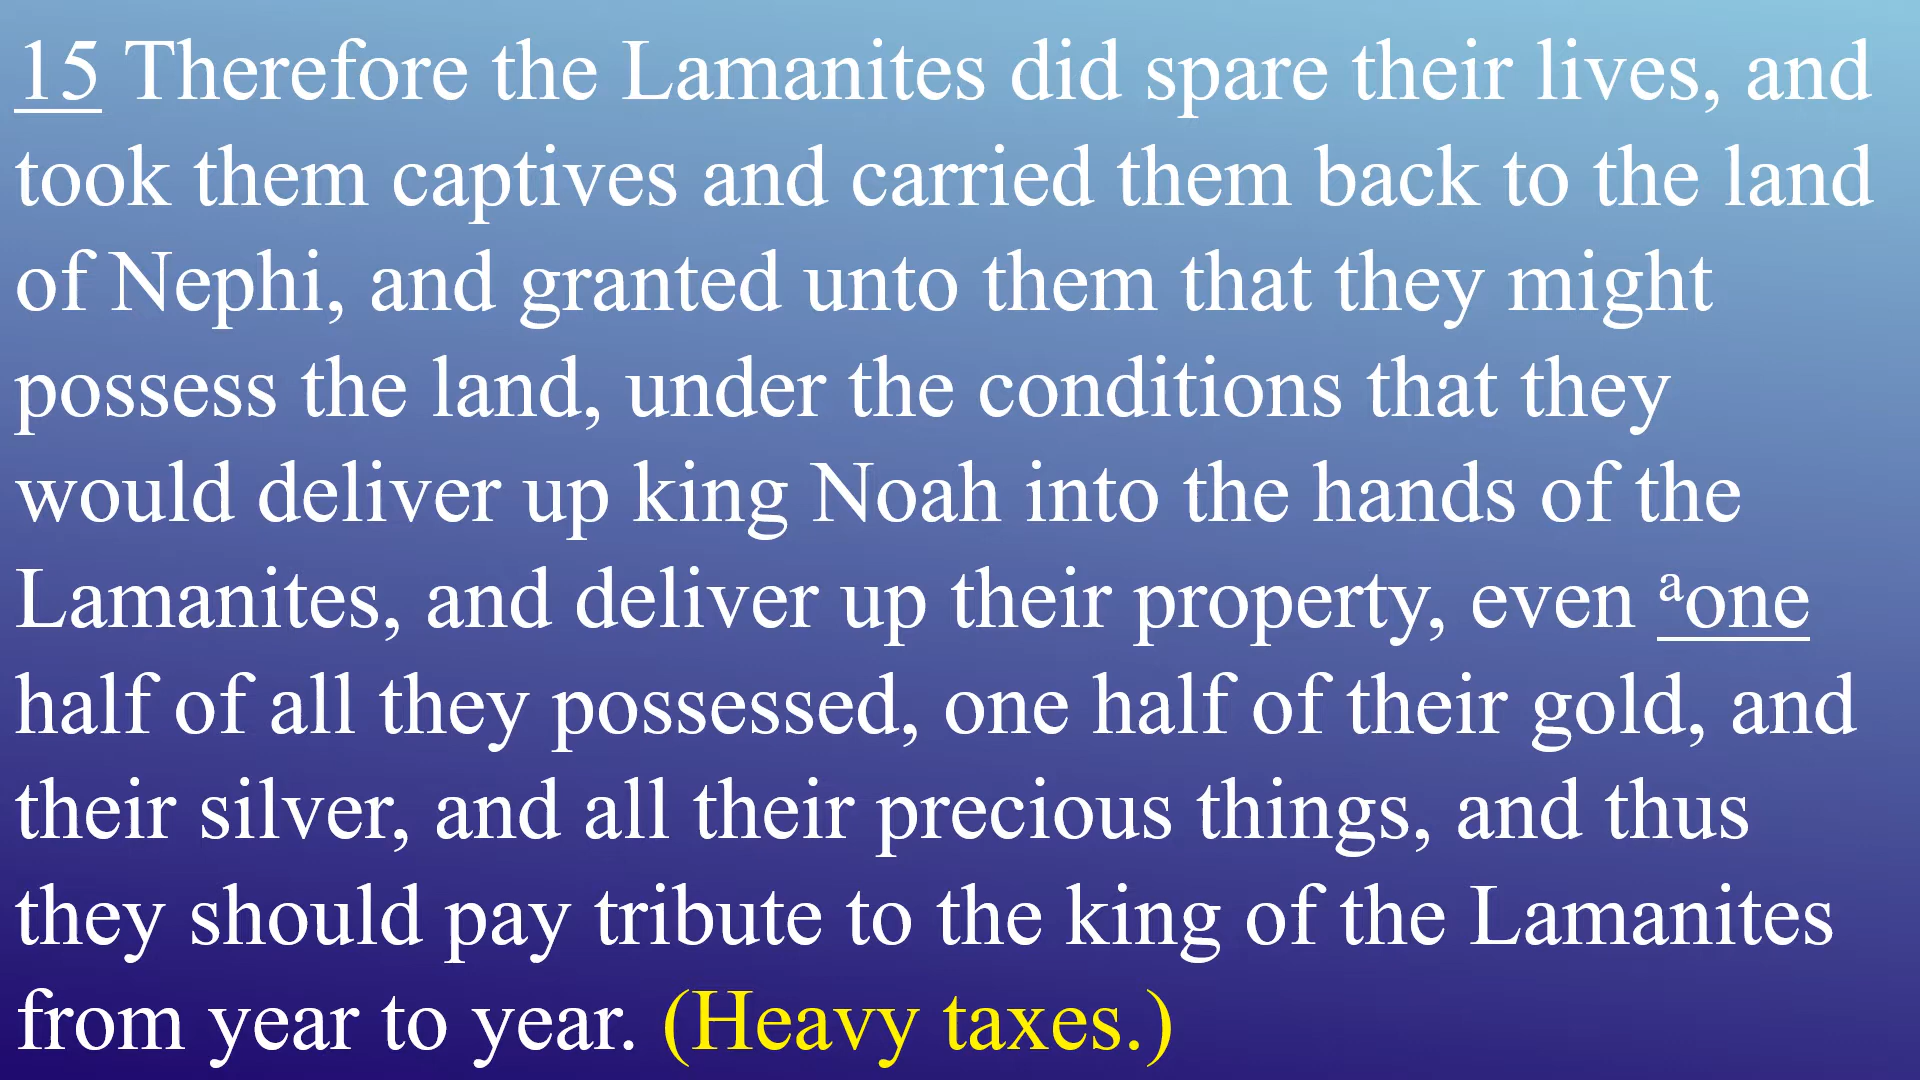 15 Therefore the Lamanites did spare their lives, and
took them captives and carried them back to the land
of Nephi, and granted unto them that they might
possess the land, under the conditions that they
would deliver up king Noah into the hands of the
Lamanites, and deliver up their property, even ᵃone
half of all they possessed, one half of their gold, and
their silver, and all their precious things, and thus
they should pay tribute to the king of the Lamanites
from year to year. (Heavy taxes.)